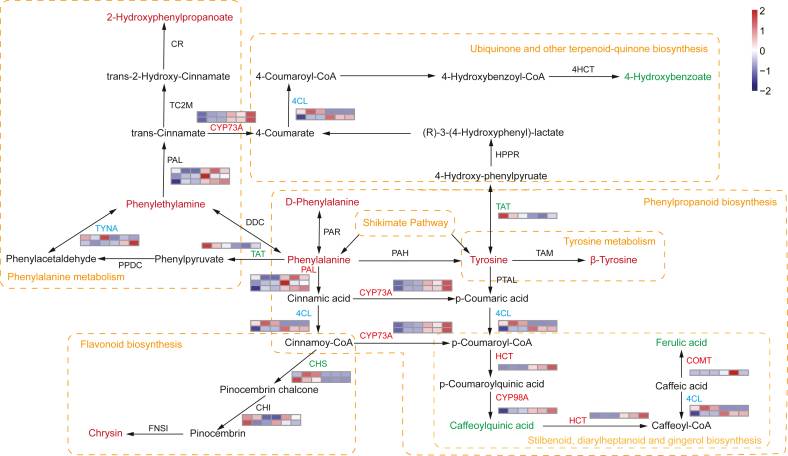 2-Hydroxyphenylpropanoate
2
1
0
−1
−2
CR
Ubiquinone and other terpenoid-quinone biosynthesis
trans-2-Hydroxy-Cinnamate
4-Coumaroyl-CoA
4-Hydroxybenzoyl-CoA
4HCT
4-Hydroxybenzoate
TC2M
4CL
trans-Cinnamate
CYP73A
4-Coumarate
(R)-3-(4-Hydroxyphenyl)-lactate
PAL
HPPR
4-Hydroxy-phenylpyruate
Phenylethylamine
D-Phenylalanine
TAT
Phenylpropanoid biosynthesis
TYNA
DDC
PAR
Shikimate Pathway
Tyrosine metabolism
Phenylacetaldehyde
PPDC
Phenylpyruvate
TAT
Phenylalanine
PAH
Tyrosine
TAM
β-Tyrosine
Phenylalanine metabolism
PAL
PTAL
Cinnamic acid
CYP73A
p-Coumaric acid
4CL
4CL
Flavonoid biosynthesis
Cinnamoy-CoA
CYP73A
p-Coumaroyl-CoA
Ferulic acid
CHS
HCT
COMT
Pinocembrin chalcone
p-Coumaroylquinic acid
Caffeic acid
CHI
CYP98A
4CL
Chrysin
FNSI
Pinocembrin
Caffeoylquinic acid
HCT
Caffeoyl-CoA
Stilbenoid, diarylheptanoid and gingerol biosynthesis